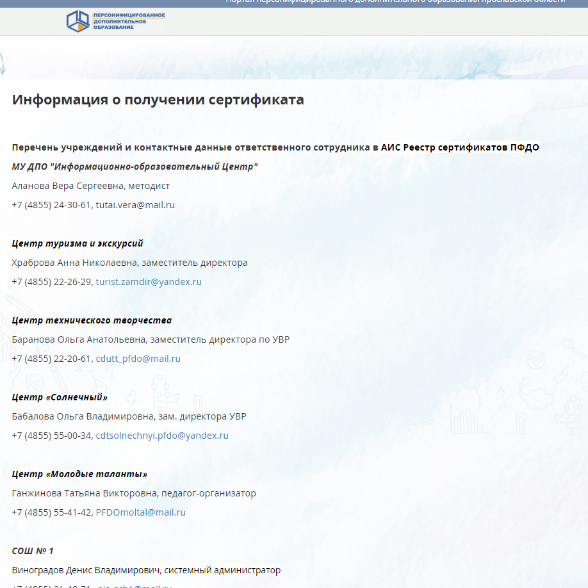 Портал персонифицированного дополнительного образования Ярославской области
ПЕРСОНИФИЦИРОВАННОЕ
ДОПОЛНИТЕЛЬНОЕ
ОБРАЗОВАНИЕ
Информация о получении сертификата
Перечень учреждений и контактные данные ответственного сотрудника в АИС Реестр сертификатов ПФДО
МУ ДПО "Информационно-образовательный Центр"
Аланова Вера Сергеевна, методист
+7 (4855) 24-30-61, tutai.vera@mail.ru
Центр туризма и экскурсий
Храброва Анна Николаевна, заместитель директора
+7 (4855) 22-26-29, turist.zamdir@yandex.ru
Центр технического творчества
Баранова Ольга Анатольевна, заместитель директора по УВР
+7 (4855) 22-20-61, cdutt_pfdo@mail.ru
Центр «Солнечный»
Бабалова Ольга Владимировна, зам. директора УВР
+7 (4855) 55-00-34, cdtsolnechnyi.pfdo@yandex.ru
Центр «Молодые таланты»
Ганжинова Татьяна Викторовна, педагог-организатор
+7 (4855) 55-41-42, PFDOmoltal@mail.ru
СОШ № 1
Виноградов Денис Владимирович, системный администратор